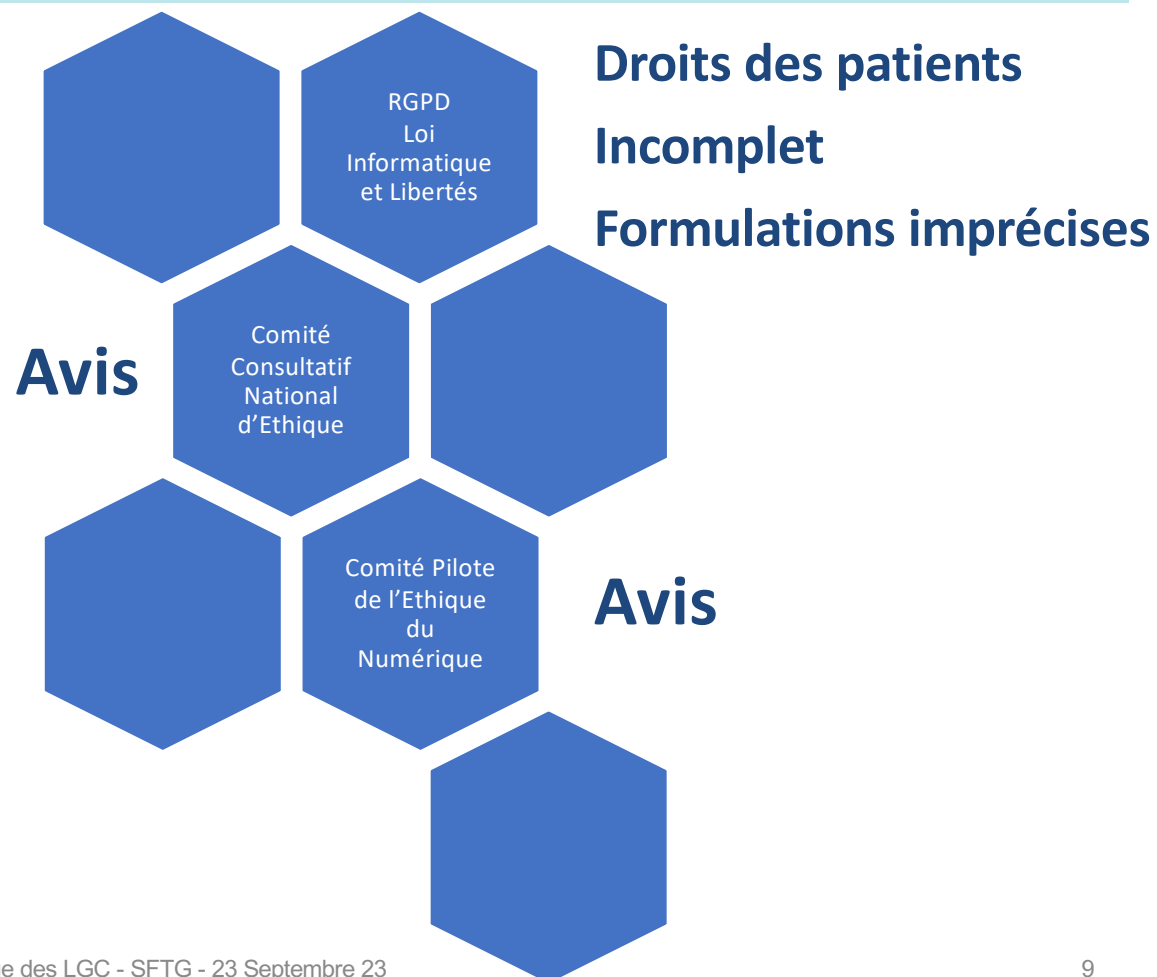 RGPD
Loi
Informatique
et Libertés
Droits des patients
Incomplet
Formulations imprécises
Avis
Comité
Consultatif
National
d’Ethique
Comité Pilote
de l’Ethique
du
Numérique
Avis
des LGC - SFTG - 23 Septembre 23
9